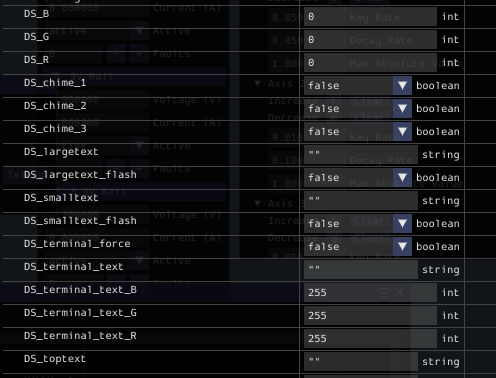 DS_B 0 int
DS_G 0 int
DS_R 0 int
DS_chime_1 false boolean
DS_chime_2 false boolean
DS_chime_3 false boolean
DS_largetext "" string
DS_largetext_flash false boolean
DS_smalltext "" string
DS_smalltext_flash false boolean
DS_terminal_force false boolean
DS_terminal_text "" string
DS_terminal_text_B 255 int
DS_terminal_text_G 255 int
DS_terminal_text_R 255 int
DS_toptext "" string